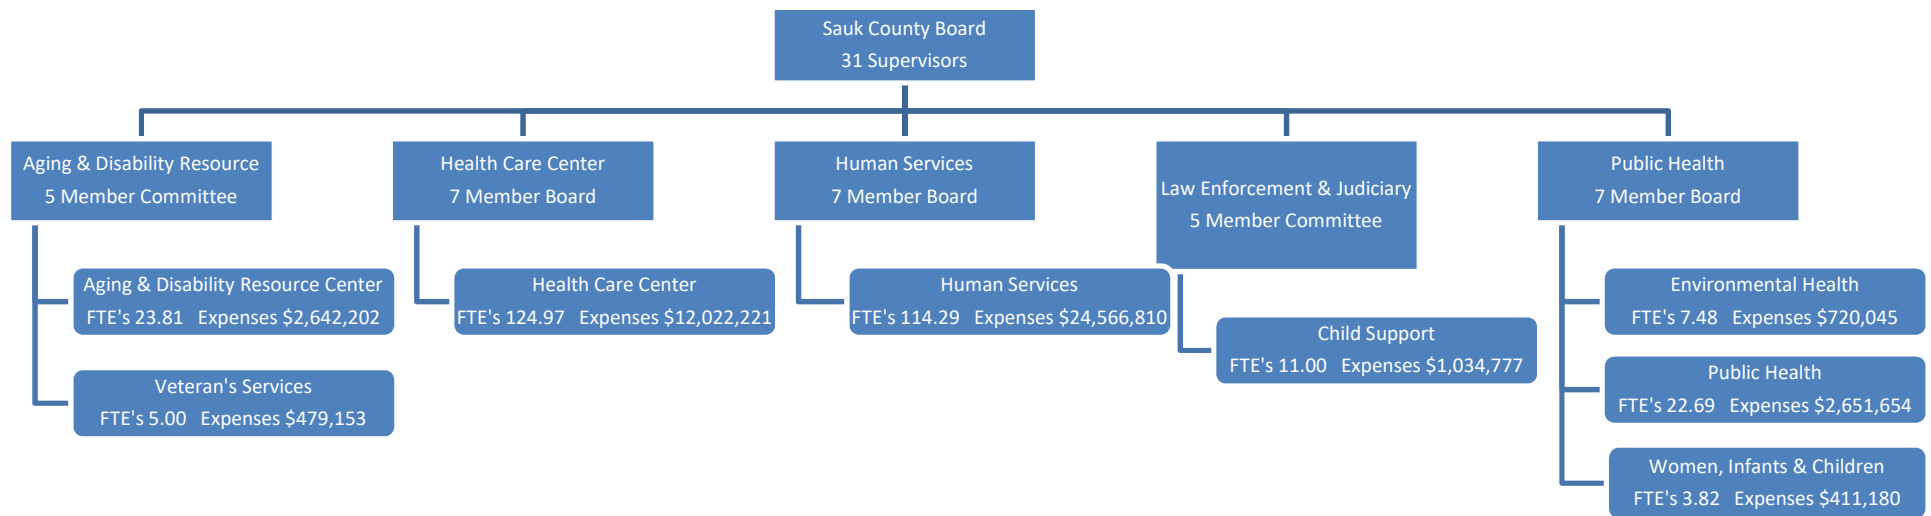 Sauk County Board
31 Supervisors
Aging & Disability Resource
5 Member Committee
Health Care Center
7 Member Board
Human Services
7 Member Board
Law Enforcement & Judiciary
5 Member Committee
Public Health
7 Member Board
Aging & Disability Resource Center
FTE's 23.81 Expenses $2,642,202
Veteran's Services
FTE's 5.00 Expenses $479,153
Health Care Center
FTE's 124.97 Expenses $12,022,221
Human Services
FTE's 114.29 Expenses $24,566,810
Child Support
FTE's 11.00 Expenses $1,034,777
Environmental Health
FTE's 7.48 Expenses $720,045
Public Health
FTE's 22.69 Expenses $2,651,654
Women, Infants & Children
FTE's 3.82 Expenses $411,180